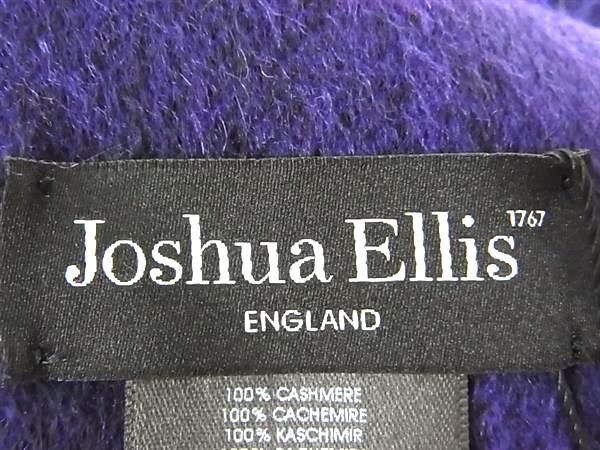 Joshua Ellis 1767
ENGLAND
100% CASHMERE
100% CACHEMIRE
100% KASCHIMIR